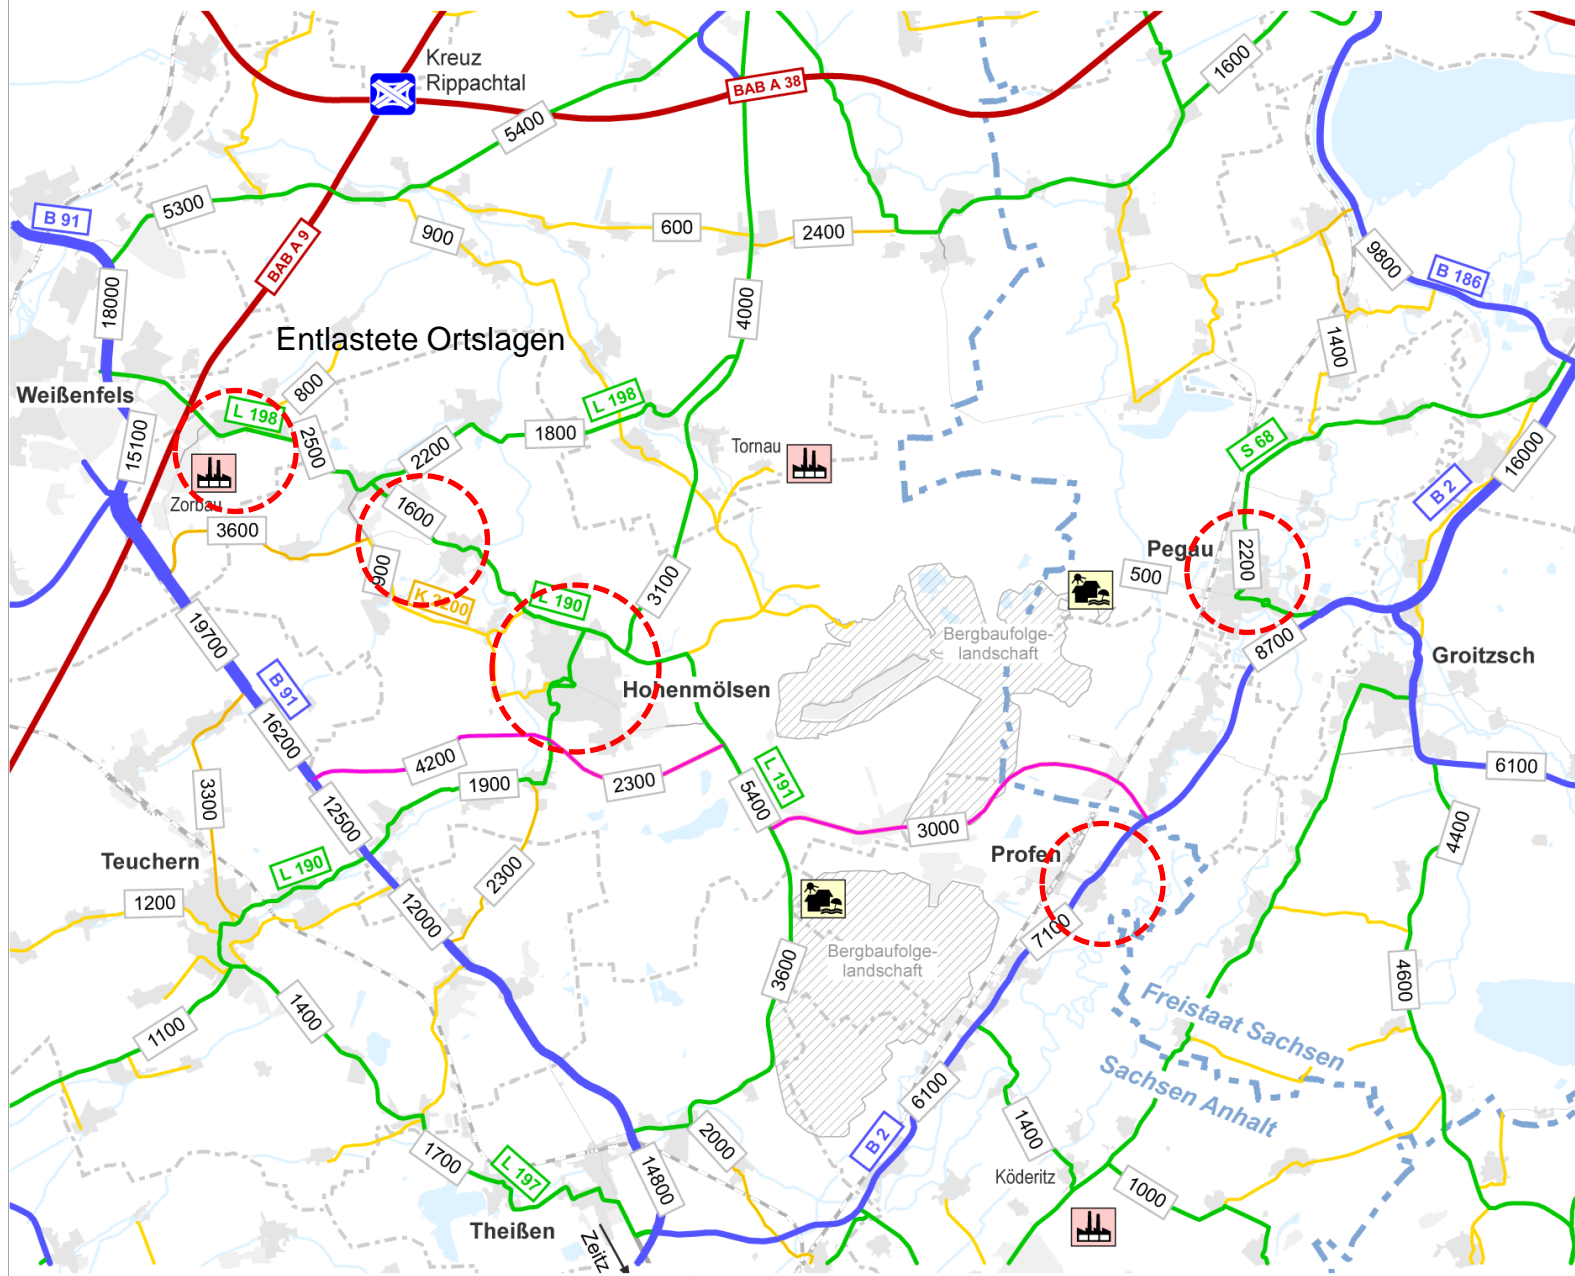 Kreuz
Rippachtal
BAB A 38
1600
5400
5300
B 91
BAB A 9
900
600
2400
9800
B 186
18000
4000
Entlastete Ortslagen
1400
Weißenfels
800
L 198
L 198
2500
1800
2200
15100
Tornau
S 68
16000
B 2
Zorbau
1600
3600
Pegau
2200
500
900
K 2200
L 190
3100
19700
Bergbaufolge-
landschaft
8700
Groitzsch
Hohenmölsen
B 91
16200
4200
1900
2300
L 191
5400
6100
3300
12500
3000
4400
Teuchern
L 190
2300
Profen
1200
12000
7100
Bergbaufolge-
landschaft
3600
4600
1400
1100
Freistaat Sachsen
Sachsen Anhalt
6100
B 2
1400
2000
1700
L 197
14800
Köderitz
1000
Theißen
Zeitz